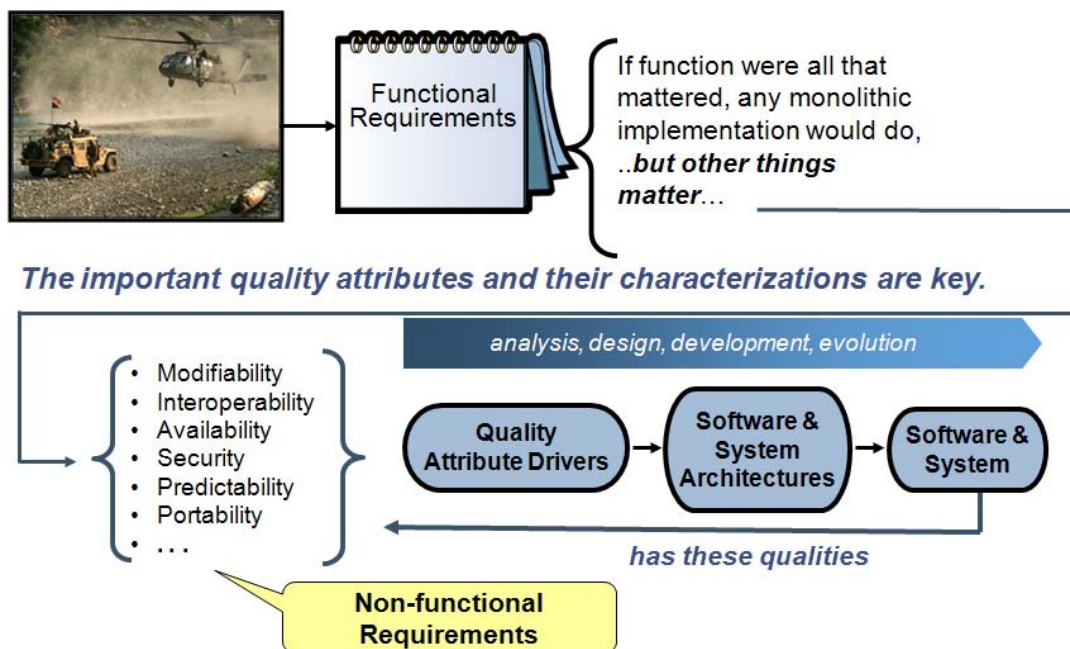 Functional
Requirements
If function were all that
mattered, any monolithic
implementation would do,
..but other things
matter...
The important quality attributes and their characterizations are key.
analysis, design, development, evolution
• Modifiability
• Interoperability
• Availability
• Security
• Predictability
• Portability
• ...
Quality
Attribute Drivers
Software &
System
Architectures
Software &
System
has these qualities
Non-functional
Requirements